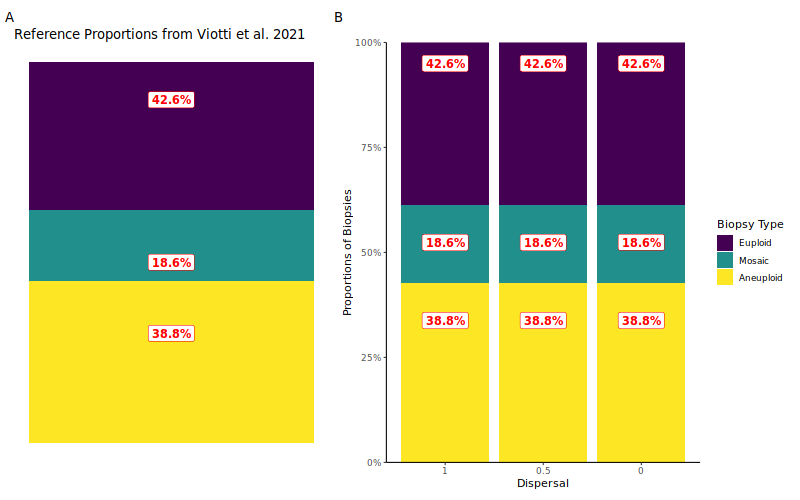 A
Reference Proportions from Viotti et al. 2021
42.6%
18.6%
38.8%
B
Proportions of Biopsies
100%
75%
50%
25%
0%
42.6% 42.6% 42.6%
18.6% 18.6% 18.6%
38.8% 38.8% 38.8%
1 0.5 0
Dispersal
Biopsy Type
Euploid
Mosaic
Aneuploid